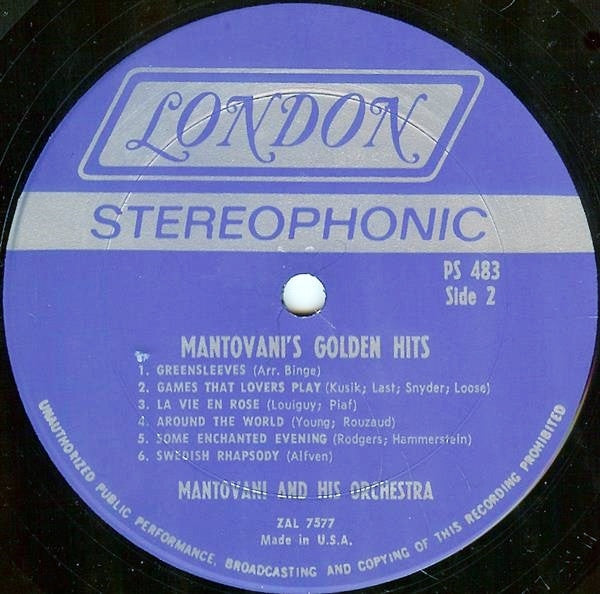 LONDON
STEREOPHONIC
PS 483
Side 2
MANTOVANI'S GOLDEN HITS
1. GREENSLEEVES (Arr. Binge)
2. GAMES THAT LOVERS PLAY (Kusik; Last; Snyder; Loose)
3. LA VIE EN ROSE (Louiguy; Piaf)
4. AROUND THE WORLD (Young; Rouzaud)
5. SOME ENCHANTED EVENING (Rodgers; Hammerstein)
6. SWEDISH RHAPSODY (Alfven)
MANTOVANI AND HIS ORCHESTRA
ZAL 7577
Made in U.S.A.
UNAUTHORIZED PUBLIC PERFORMANCE, BROADCASTING AND COPYING OF THIS RECORDING PROHIBITED